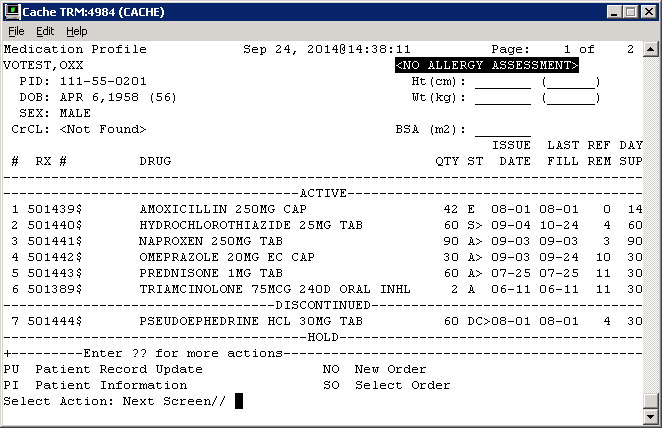 Cache TRM:4984 (CACHE)
File Edit Help
Medication Profile Sep 24, 2014@14:38:11 Page: 1 of 2
VOTEST,OXX <NO ALLERGY ASSESSMENT>
PID: 111-55-0201 Ht(cm): _______ (______)
DOB: APR 6,1958 (56) Wt(kg): _______ (______)
SEX: MALE
CrCL: <Not Found> BSA (m2): _______
ISSUE LAST REF DAY
# RX # DRUG QTY ST DATE FILL REM SUP
ACTIVE
1 501439$ AMOXICILLIN 250MG CAP 42 E 08-01 08-01 0 14
2 501440$ HYDROCHLOROTHIAZIDE 25MG TAB 60 S> 09-04 10-24 4 60
3 501441$ NAPROXEN 250MG TAB 90 A> 09-03 09-03 3 90
4 501442$ OMEPRAZOLE 20MG EC CAP 30 A> 09-03 09-24 10 30
5 501443$ PREDNISONE 1MG TAB 60 A> 07-25 07-25 11 30
6 501389$ TRIAMCINOLONE 75MCG 240D ORAL INHL 2 A 06-11 06-11 11 30
DISCONTINUED
7 501444$ PSEUDOEPHEDRINE HCL 30MG TAB 60 DC>08-01 08-01 4 30
HOLD
+---------Enter ?? for more actions
PU Patient Record Update NO New Order
PI Patient Information SO Select Order
Select Action: Next Screen//